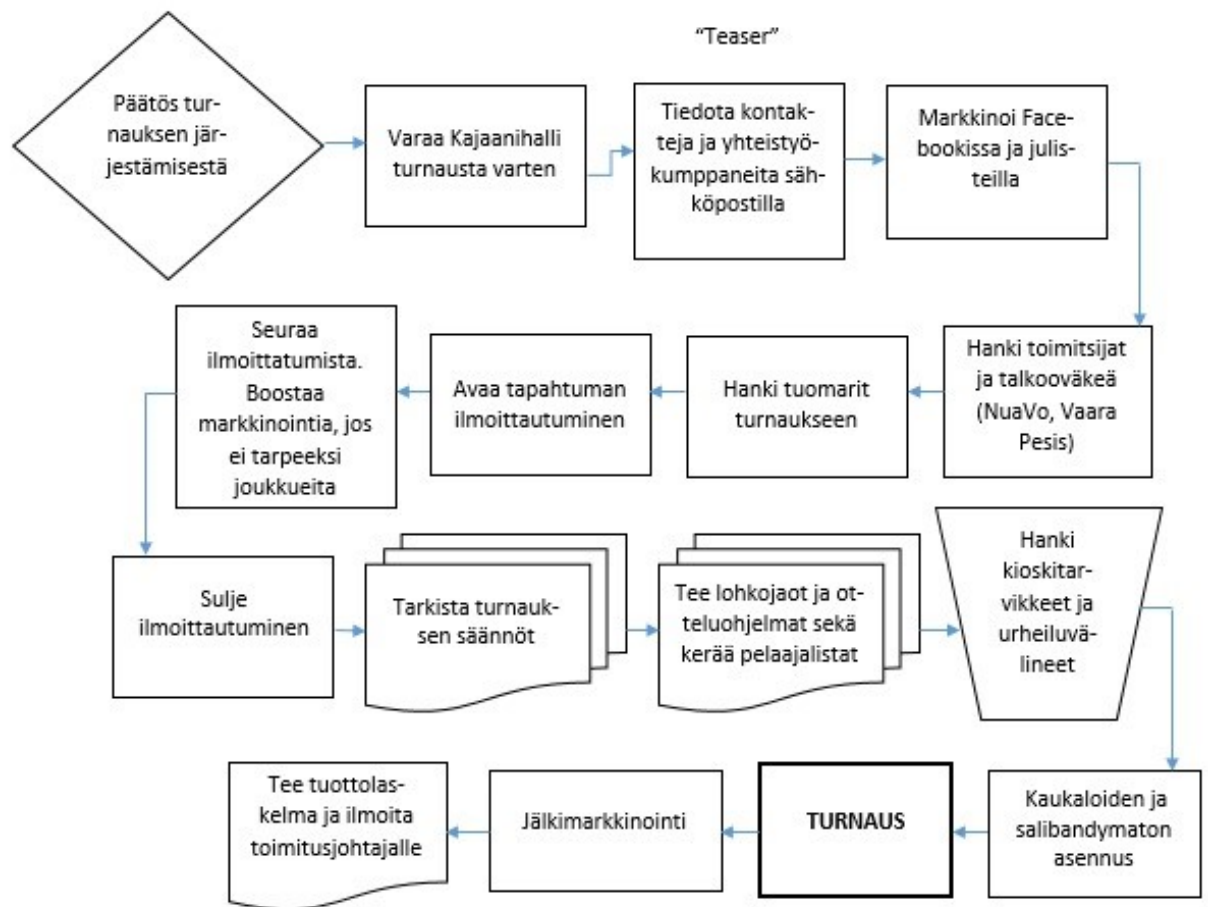 “Teaser”
Päätös tur-
nauksen jär-
jestämisestä
Varaa Kajaanihalli
turnausta varten
Tiedota kontak-
teja ja yhteistyö-
kumppaneita säh-
köpostilla
Markkinoi Face-
bookissa ja julis-
teilla
Hanki toimitsijat
ja talkooväkeä
(NuaVo, Vaara
Pesis)
Hanki tuomarit
turnaukseen
Avaa tapahtuman
ilmoittautuminen
Seuraa
ilmoittatumista.
Boostaa
markkinointia, jos
ei tarpeeksi
joukkueita
Sulje
ilmoittautuminen
Tarkista turnauk-
sen säännöt
Tee lohkojaot ja ot-
teluohjelmat sekä
kerää pelaajalistat
Hanki
kioskitar-
vikkeet ja
urheiluvä-
lineet
Kaukaloiden ja
salibandymaton
asennus
TURNAUS
Jälkimarkkinointi
Tee tuottolas-
kelma ja ilmoita
toimitusjohtajalle